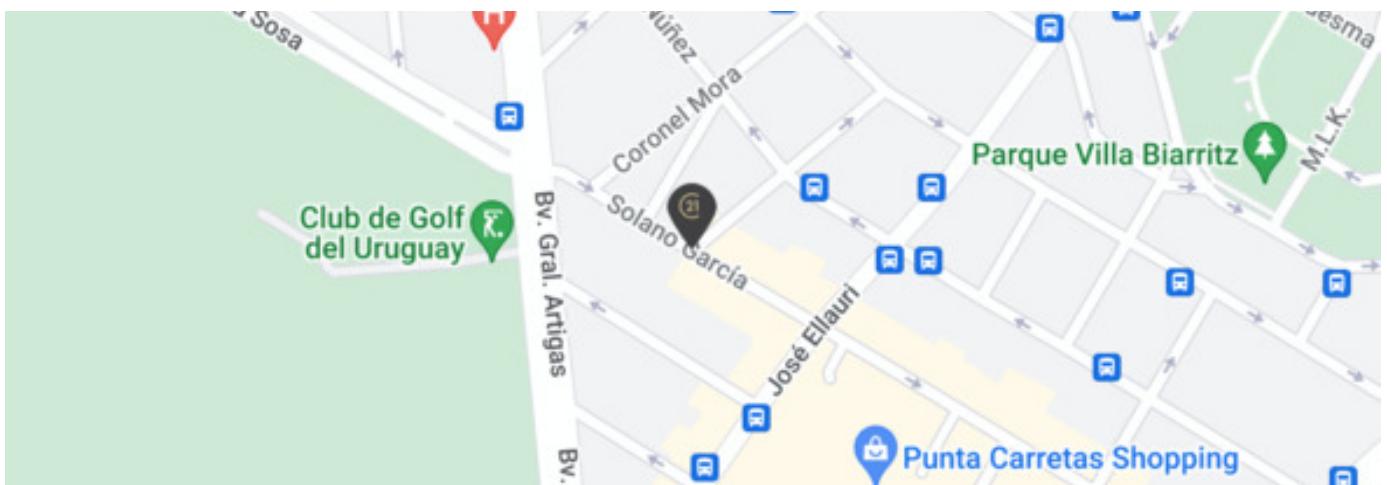 Sosa
Núñez
Coronel Mora
Parque Villa Biarritz
M.L.K.
Solano García
21
Club de Golf
del Uruguay
Bv. Gral. Artigas
José Ellauri
Bv.
Punta Carretas Shopping
H